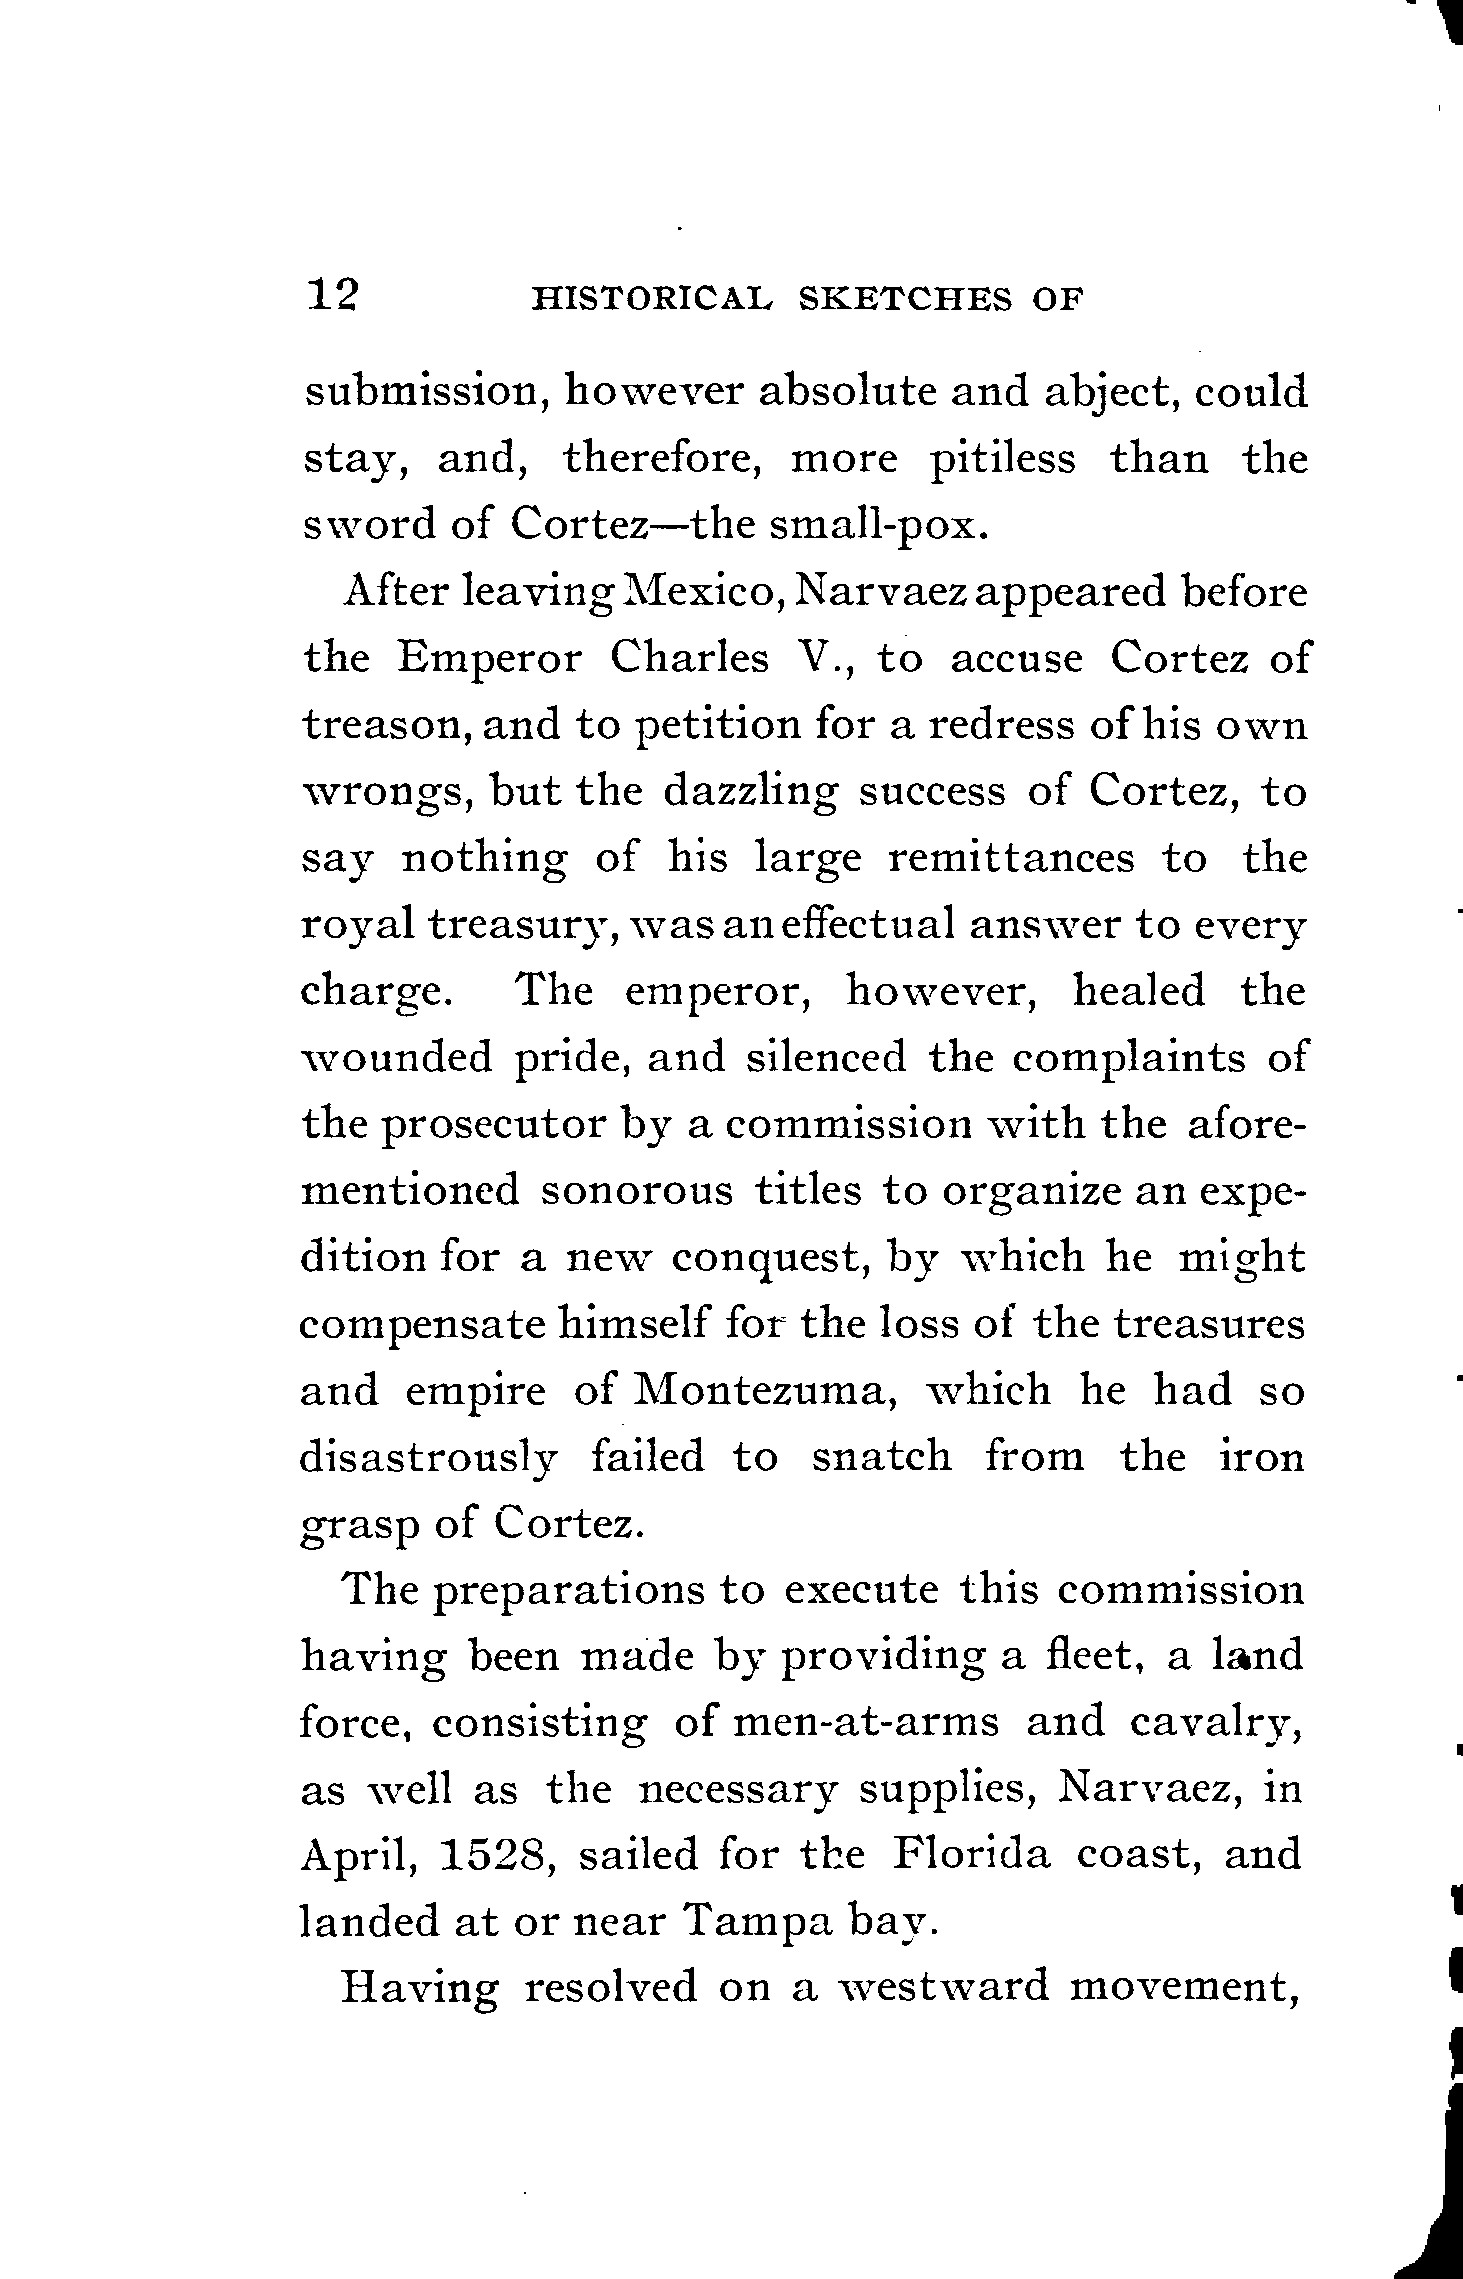 12 HISTORICAL SKETCHES OF
submission, however absolute and abject, could
stay, and, therefore, more pitiless than the
sword of Cortez—the small-pox.
After leaving Mexico, Narvaez appeared before
the Emperor Charles V., to accuse Cortez of
treason, and to petition for a redress of his own
wrongs, but the dazzling success of Cortez, to
say nothing of his large remittances to the
royal treasury, was an effectual answer to every
charge. The emperor, however, healed the
wounded pride, and silenced the complaints of
the prosecutor by a commission with the afore-
mentioned sonorous titles to organize an expe-
dition for a new conquest, by which he might
compensate himself for the loss of the treasures
and empire of Montezuma, which he had so
disastrously failed to snatch from the iron
grasp of Cortez.
The preparations to execute this commission
having been made by providing a fleet, a land
force, consisting of men-at-arms and cavalry,
as well as the necessary supplies, Narvaez, in
April, 1528, sailed for the Florida coast, and
landed at or near Tampa bay.
Having resolved on a westward movement,